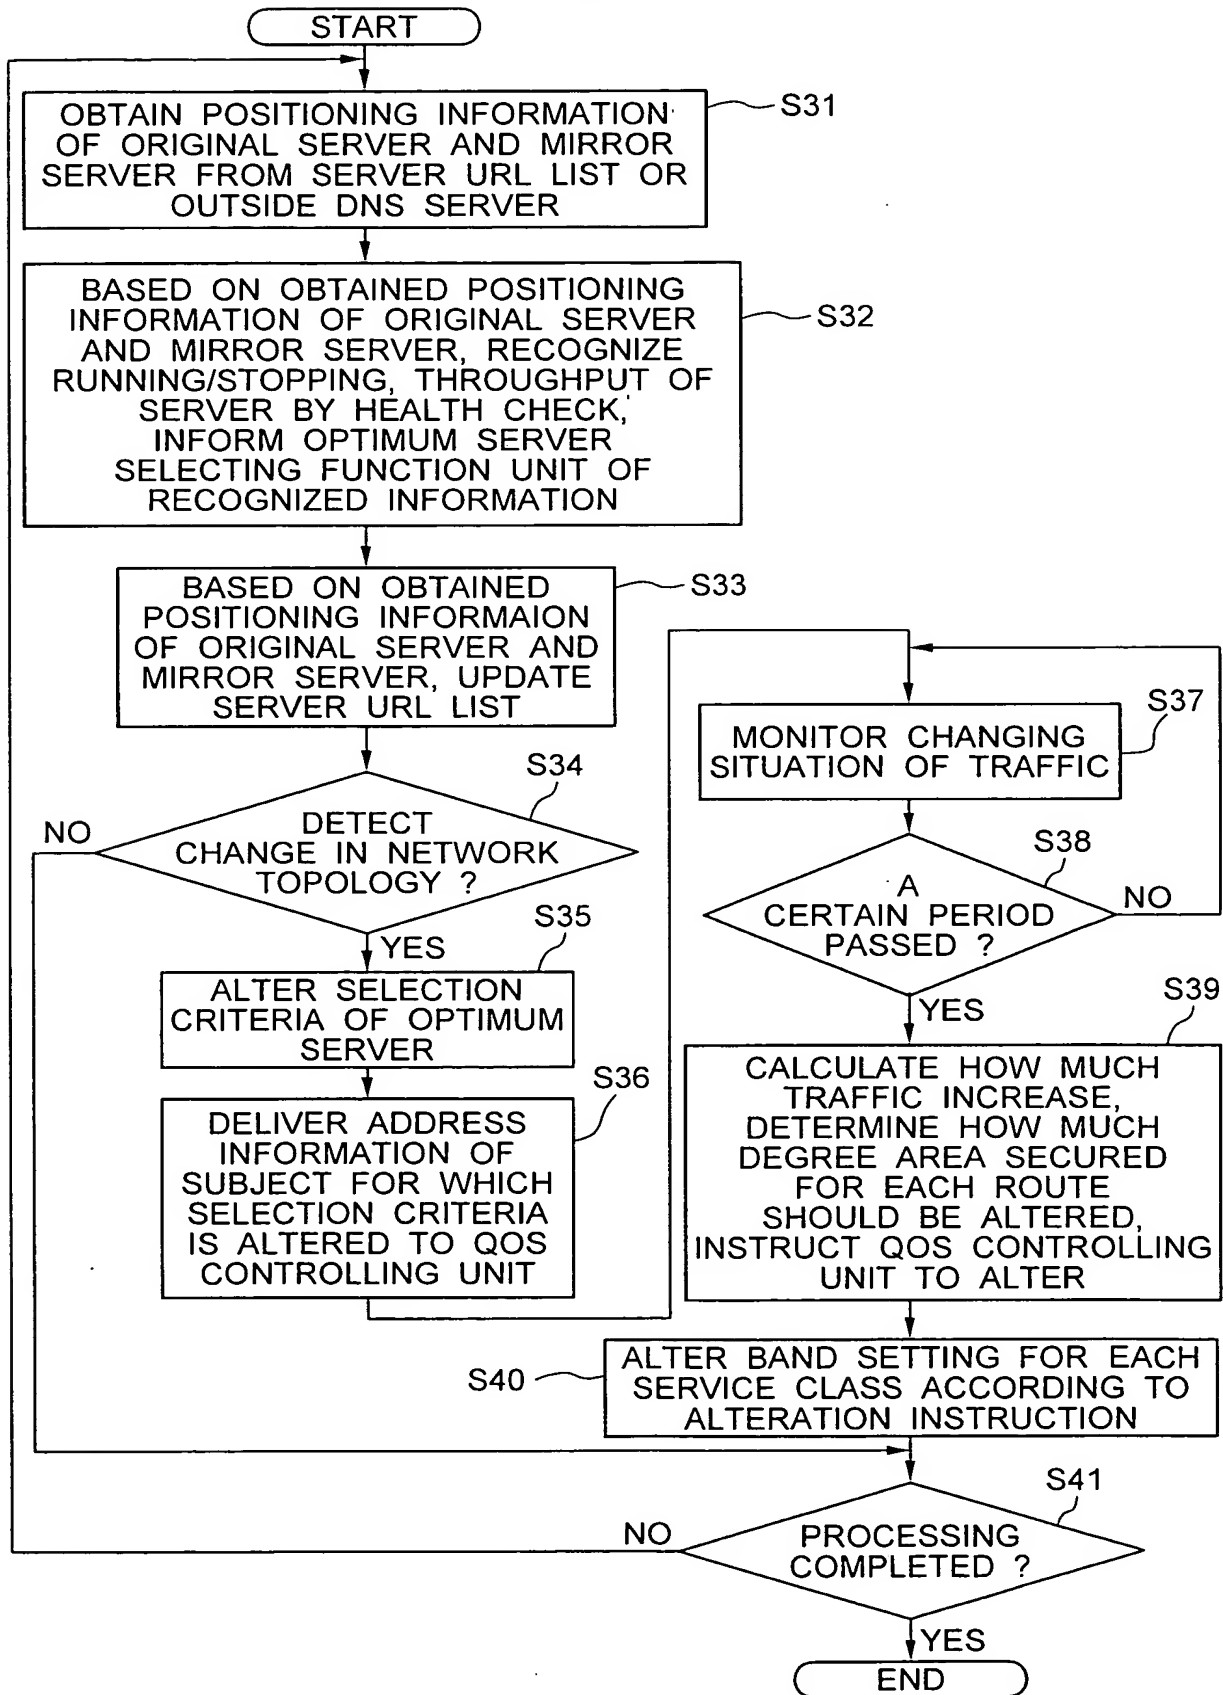 START
OBTAIN POSITIONING INFORMATION
OF ORIGINAL SERVER AND MIRROR
SERVER FROM SERVER URL LIST OR
OUTSIDE DNS SERVER
S31
BASED ON OBTAINED POSITIONING
INFORMATION OF ORIGINAL SERVER
AND MIRROR SERVER, RECOGNIZE
RUNNING/STOPPING, THROUGHPUT OF
SERVER BY HEALTH CHECK,
INFORM OPTIMUM SERVER
SELECTING FUNCTION UNIT OF
RECOGNIZED INFORMATION
S32
BASED ON OBTAINED
POSITIONING INFORMAION
OF ORIGINAL SERVER AND
MIRROR SERVER, UPDATE
SERVER URL LIST
S33
S34
NO
DETECT
CHANGE IN NETWORK
TOPOLOGY ?
YES
S35
ALTER SELECTION
CRITERIA OF OPTIMUM
SERVER
S36
DELIVER ADDRESS
INFORMATION OF
SUBJECT FOR WHICH
SELECTION CRITERIA
IS ALTERED TO QOS
CONTROLLING UNIT
S37
MONITOR CHANGING
SITUATION OF TRAFFIC
S38
A
CERTAIN PERIOD
PASSED ?
NO
YES
S39
CALCULATE HOW MUCH
TRAFFIC INCREASE,
DETERMINE HOW MUCH
DEGREE AREA SECURED
FOR EACH ROUTE
SHOULD BE ALTERED,
INSTRUCT QOS CONTROLLING
UNIT TO ALTER
S40
ALTER BAND SETTING FOR EACH
SERVICE CLASS ACCORDING TO
ALTERATION INSTRUCTION
S41
NO
PROCESSING
COMPLETED ?
YES
END